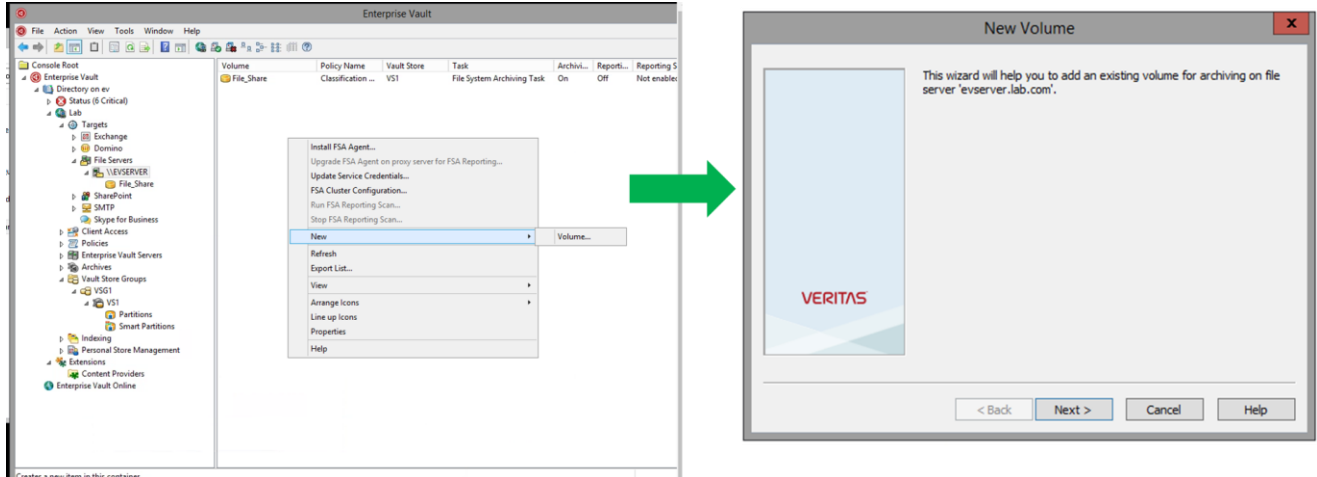 Enterprise Vault
File Action View Tools Window Help
Console Root
Enterprise Vault
Directory on ev
Status (6 Critical)
Lab
Targets
Exchange
Domino
File Servers
\\EVSERVER
File_Share
SharePoint
SMTP
Skype for Business
Client Access
Policies
Enterprise Vault Servers
Archives
Vault Store Groups
VSG1
VS1
Partitions
Smart Partitions
Indexing
Personal Store Management
Extensions
Content Providers
Enterprise Vault Online
Volume Policy Name Vault Store Task Archivi... Reporti... Reporting S
File_Share Classification ... VS1 File System Archiving Task On Off Not enabled
Install FSA Agent...
Upgrade FSA Agent on proxy server for FSA Reporting...
Update Service Credentials...
FSA Cluster Configuration...
Run FSA Reporting Scan...
Stop FSA Reporting Scan...
New
Volume...
Refresh
Export List...
View
Arrange Icons
Line up Icons
Properties
Help
Creates a new item in this container.
New Volume
x
This wizard will help you to add an existing volume for archiving on file
server 'evserver.lab.com'.
VERITAS
< Back Next > Cancel Help